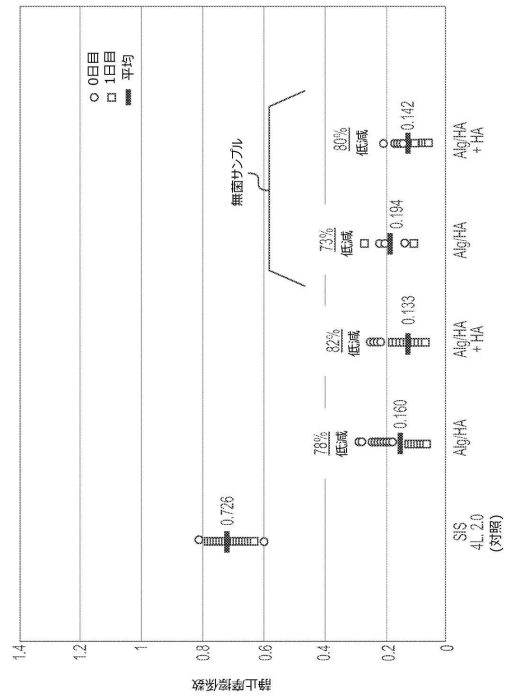 静止摩擦係数
1.4
1.2
1
0.8
0.6
0.4
0.2
0
○ 0日目
□ 1日目
平均
無菌サンプル
0.726
78%
低減
0.160
82%
低減
0.133
73%
低減
0.194
80%
低減
0.142
SIS
4L. 2.0
(対照)
Alg/HA
Alg/HA
+ HA
Alg/HA
Alg/HA
+ HA